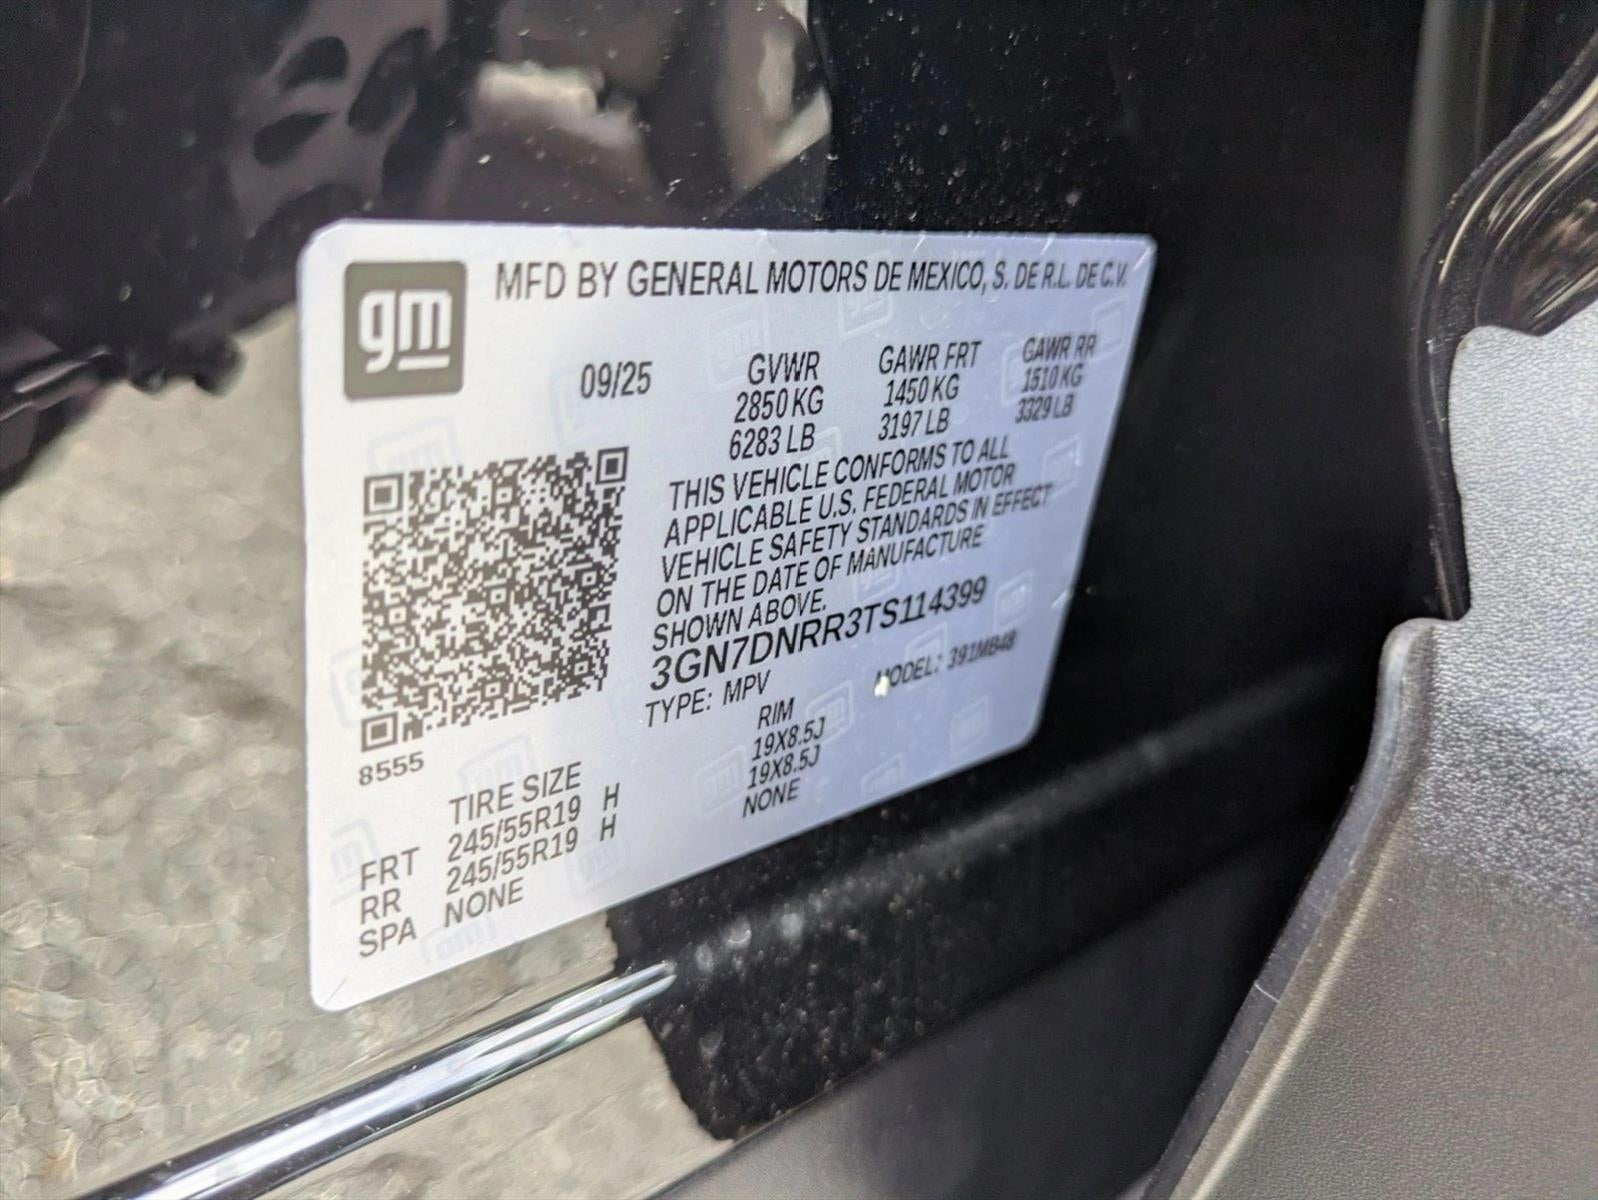 gm
MFD BY GENERAL MOTORS DE MEXICO, S. DE R.L. DE C.V.
09/25
GVWR
2850 KG
6283 LB
GAWR FRT
1450 KG
3197 LB
GAWR RR
1510 KG
3329 LB
THIS VEHICLE CONFORMS TO ALL
APPLICABLE U.S. FEDERAL MOTOR
VEHICLE SAFETY STANDARDS IN EFFECT
ON THE DATE OF MANUFACTURE
SHOWN ABOVE.
3GN7DNRR3TS114399
TYPE: MPV MODEL: 391MB48
8555
TIRE SIZE RIM
FRT 245/55R19 H 19X8.5J
RR 245/55R19 H 19X8.5J
SPA NONE NONE